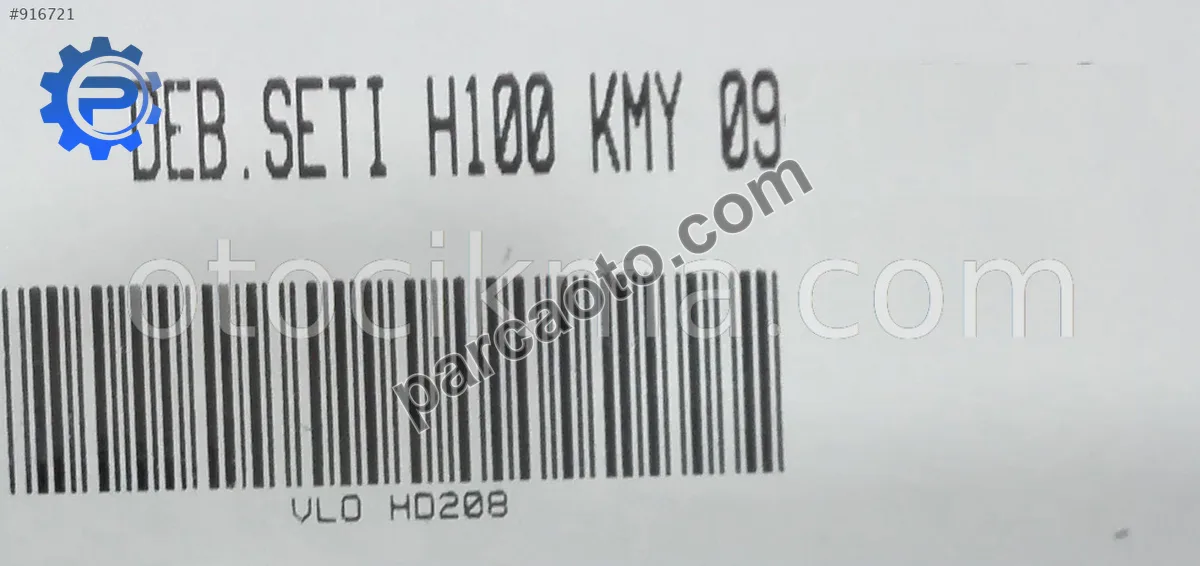 #916721
DEB.SETI H100 KMY 09
otocikma.com
parcaoto.com
VLO HD208